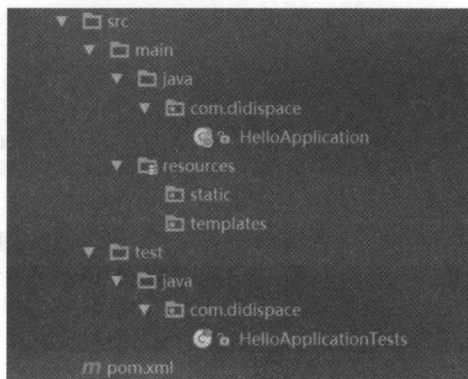 src
main
java
com.didispace
HelloApplication
resources
static
templates
test
java
com.didispace
HelloApplicationTests
m pom.xml